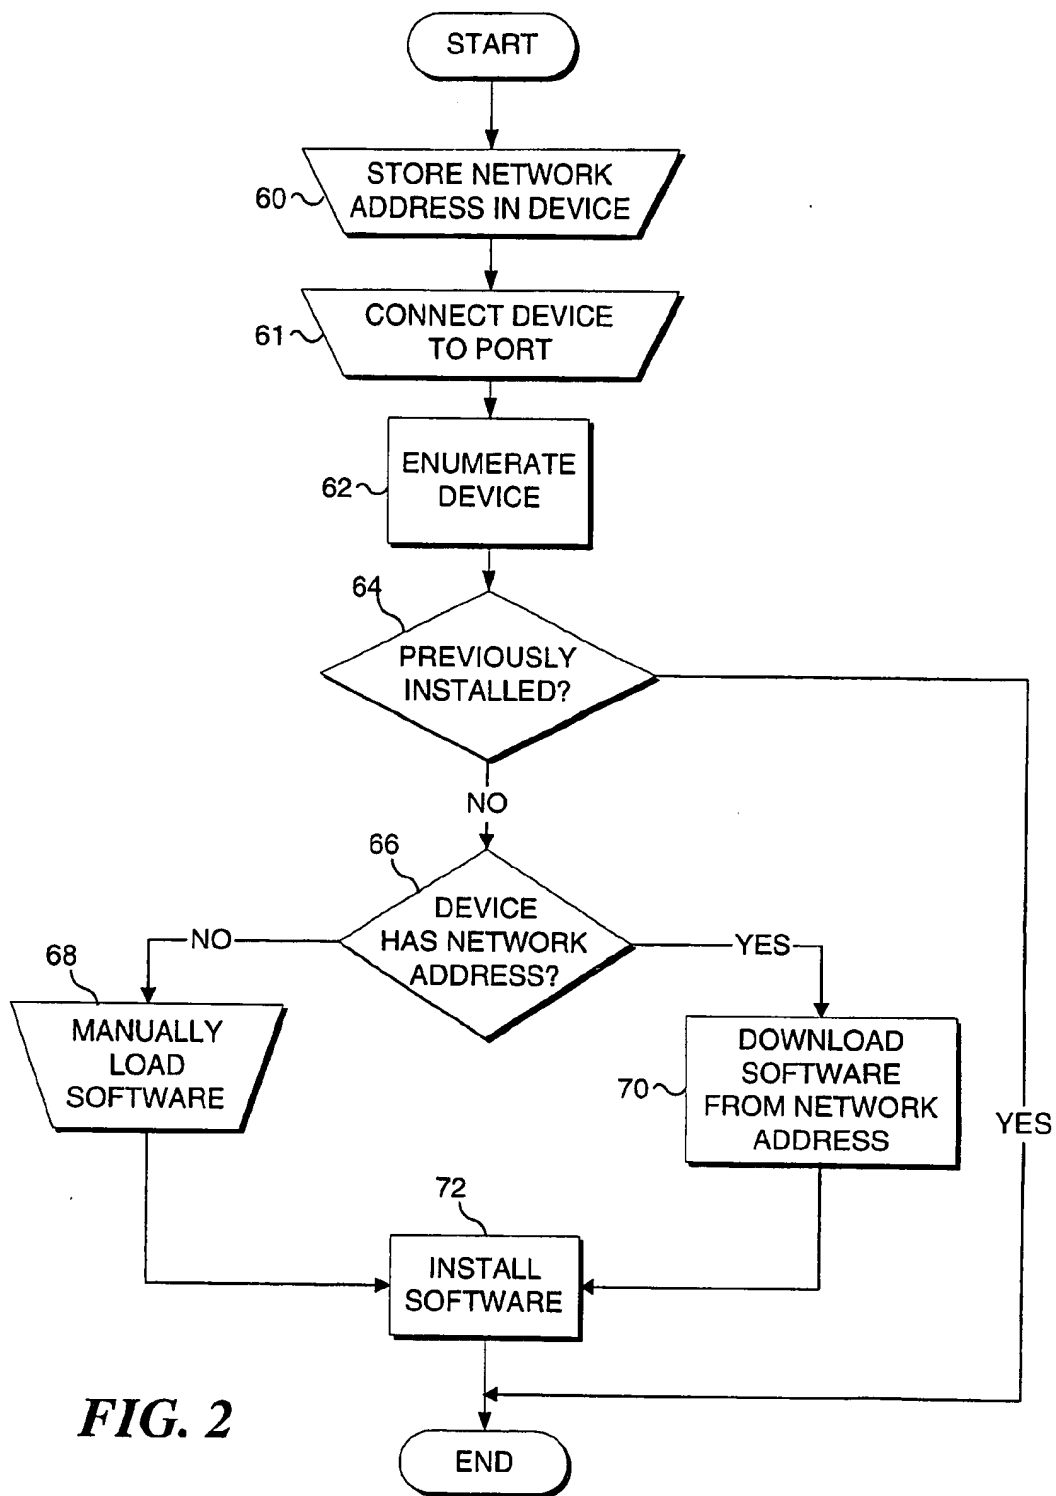 START
STORE NETWORK
ADDRESS IN DEVICE
60
CONNECT DEVICE
TO PORT
61
ENUMERATE
DEVICE
62
64
PREVIOUSLY
INSTALLED?
NO
66
DEVICE
HAS NETWORK
ADDRESS?
NO
YES
68
MANUALLY
LOAD
SOFTWARE
DOWNLOAD
SOFTWARE
FROM NETWORK
ADDRESS
70
YES
72
INSTALL
SOFTWARE
FIG. 2
END